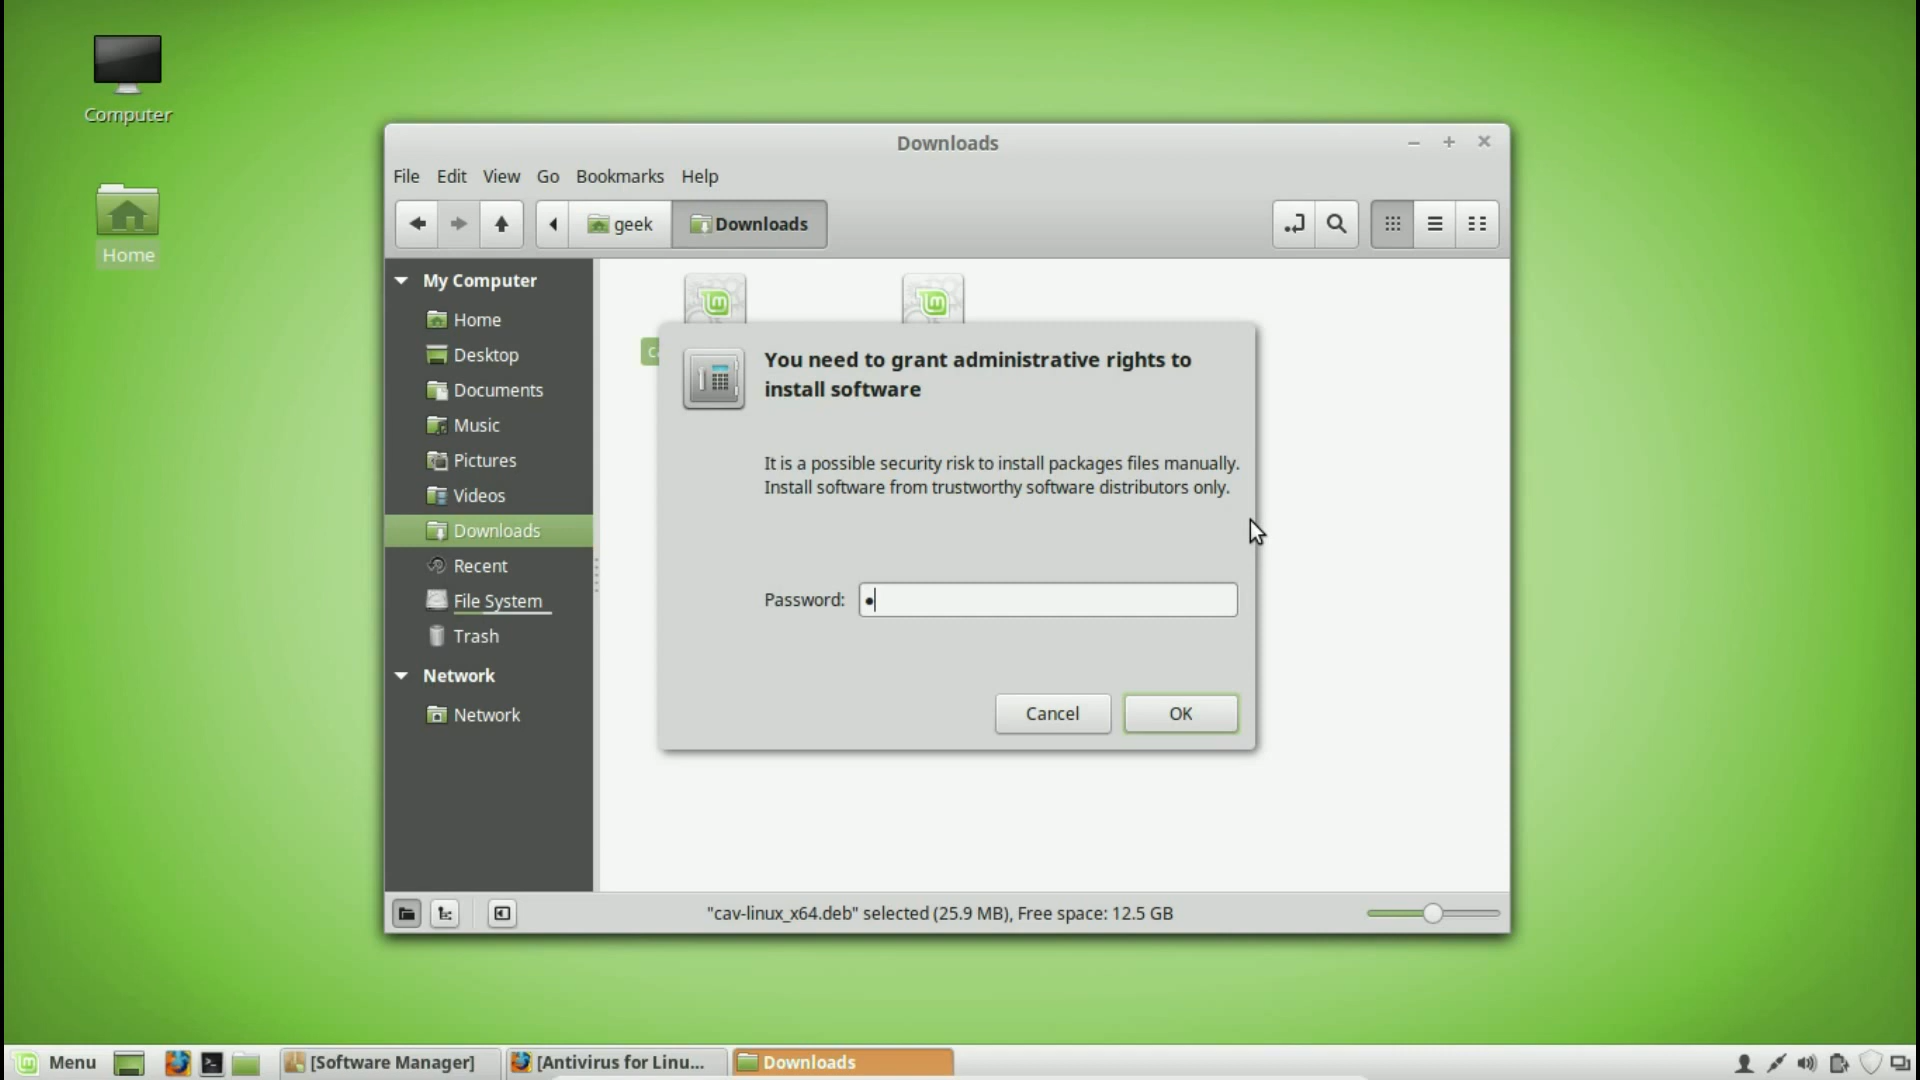 Computer
Home
Downloads
File Edit View Go Bookmarks Help
geek Downloads
My Computer
Home
Desktop
Documents
Music
Pictures
Videos
Downloads
Recent
File System
Trash
Network
Network
You need to grant administrative rights to
install software
It is a possible security risk to install packages files manually.
Install software from trustworthy software distributors only.
Password:
Cancel OK
"cav-linux_x64.deb" selected (25.9 MB), Free space: 12.5 GB
Menu [Software Manager] [Antivirus for Linu... Downloads